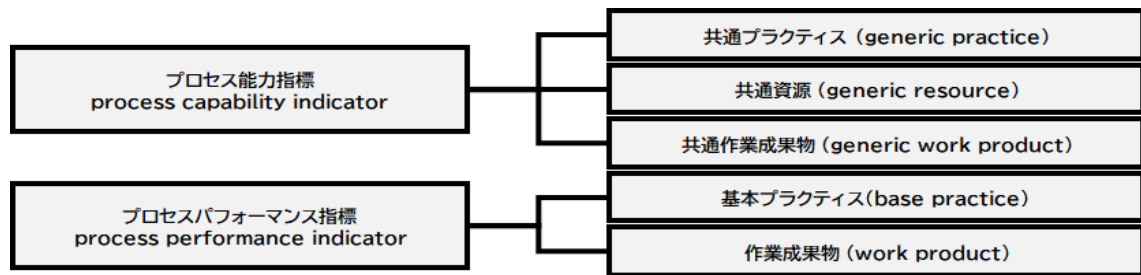 プロセス能力指標
process capability indicator
共通プラクティス（generic practice）
共通資源（generic resource）
共通作業成果物（generic work product）
プロセスパフォーマンス指標
process performance indicator
基本プラクティス（base practice）
作業成果物（work product）